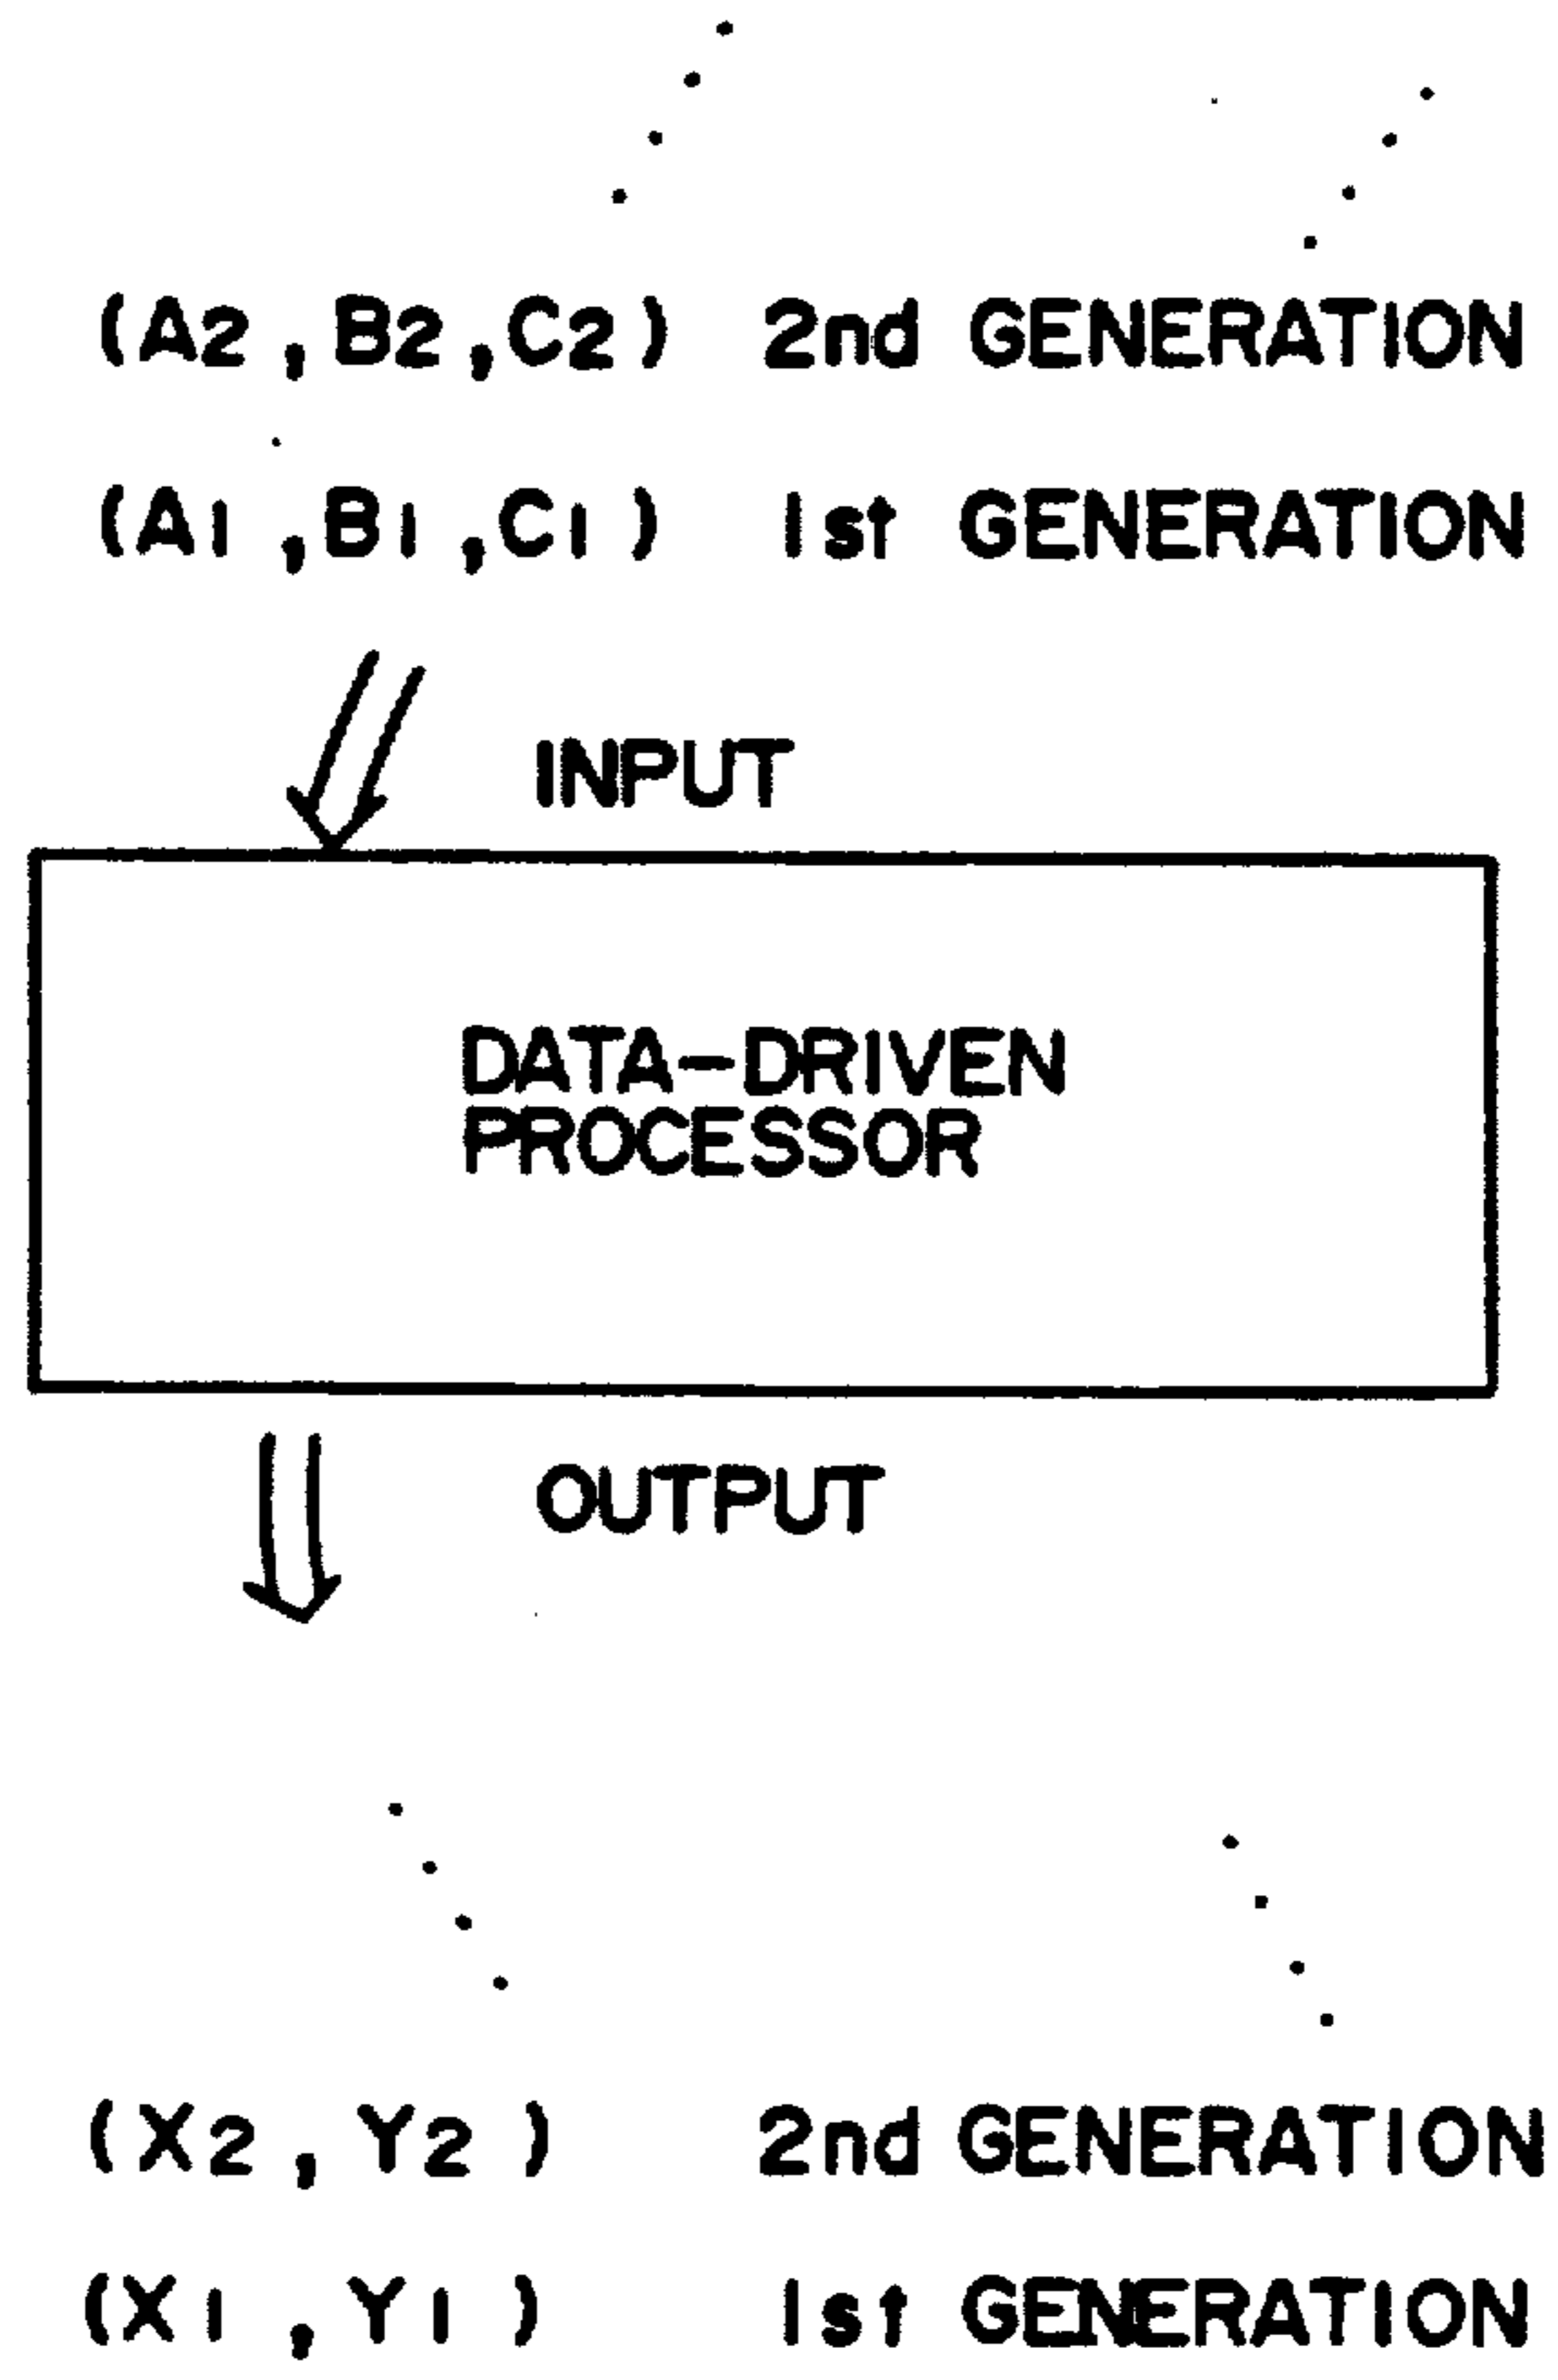 (A2, B2, C2) 2nd GENERATION
(A1, B1, C1) 1st GENERATION
INPUT
DATA-DRIVEN
PROCESSOR
OUTPUT
(X2, Y2) 2nd GENERATION
(X1, Y1) 1st GENERATION